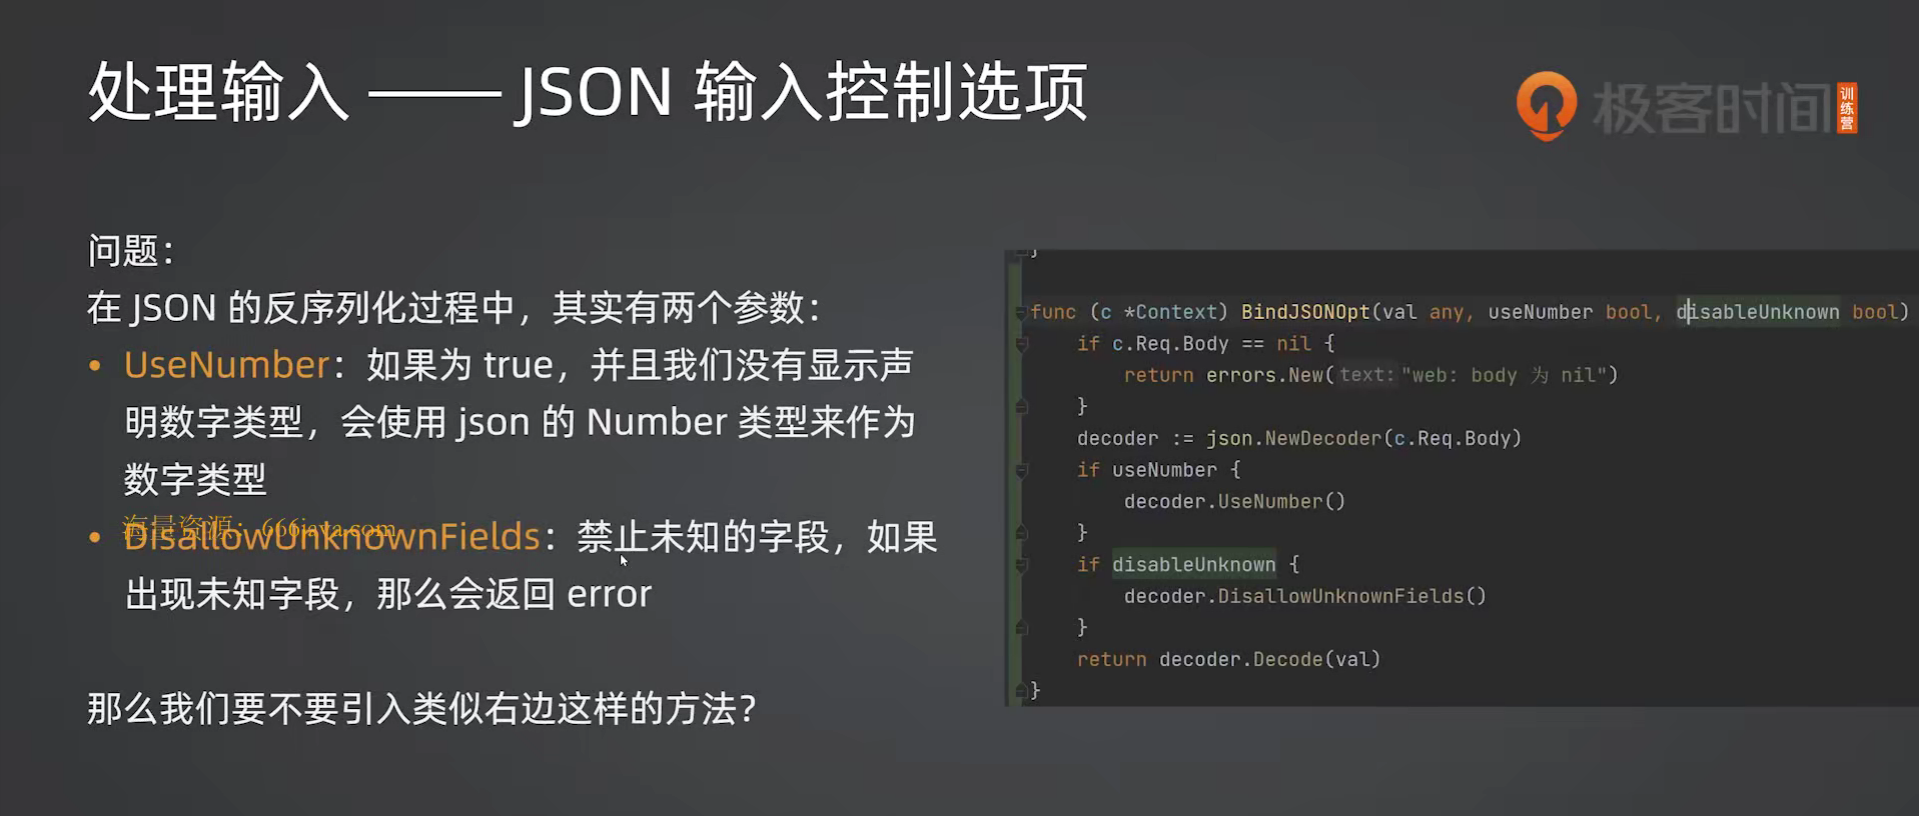 处理输入 —— JSON 输入控制选项
极客时间
训练营
问题：
在 JSON 的反序列化过程中，其实有两个参数：
• UseNumber：如果为 true，并且我们没有显示声
明数字类型，会使用 json 的 Number 类型来作为
数字类型
海量资源：666java.com
• DisallowUnknownFields：禁止未知的字段，如果
出现未知字段，那么会返回 error
那么我们要不要引入类似右边这样的方法？
}
func (c *Context) BindJSONOpt(val any, useNumber bool, disableUnknown bool)
if c.Req.Body == nil {
return errors.New( text: "web: body 为 nil")
}
decoder := json.NewDecoder(c.Req.Body)
if useNumber {
decoder.UseNumber()
}
if disableUnknown {
decoder.DisallowUnknownFields()
}
return decoder.Decode(val)
}